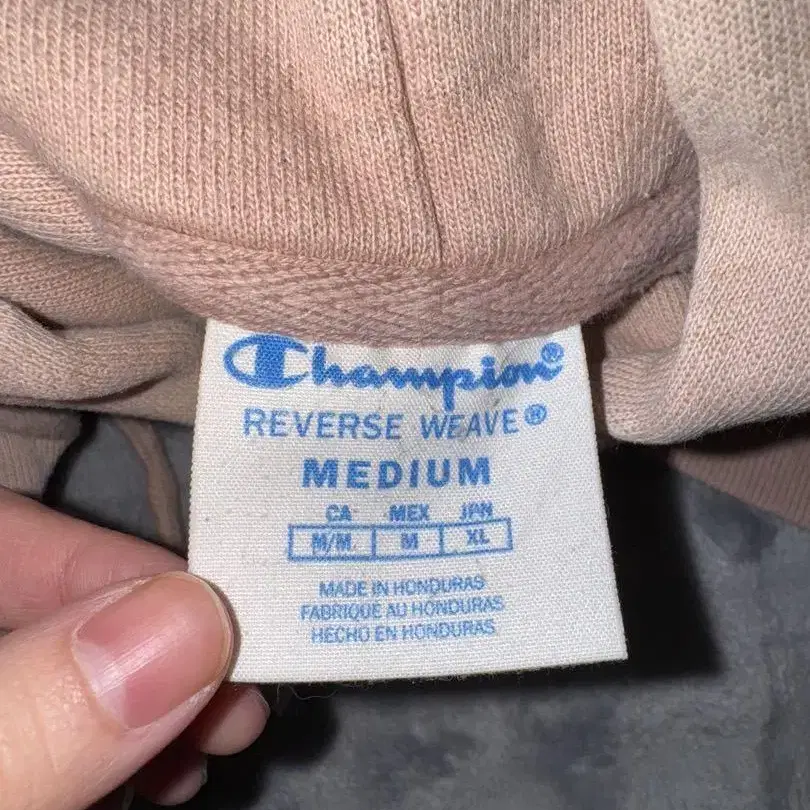 Champion®
REVERSE WEAVE®
MEDIUM
CA MEX JPN
M/M M XL
MADE IN HONDURAS
FABRIQUE AU HONDURAS
HECHO EN HONDURAS